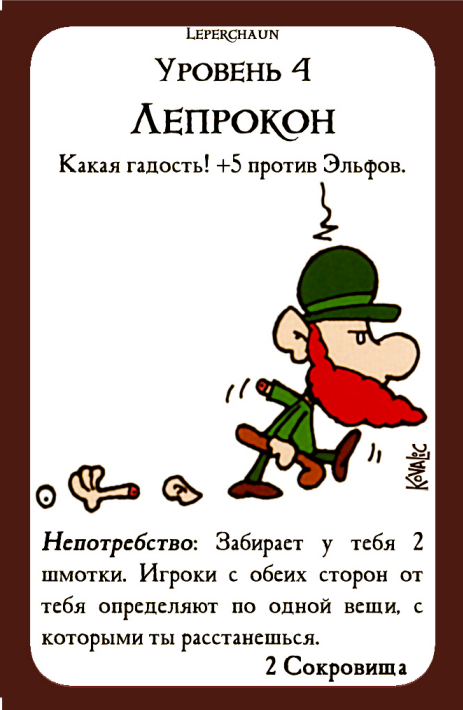 Leperchaun
Уровень 4
Лепрокон
Какая гадость! +5 против Эльфов.
Kovalic
Непотребство: Забирает у тебя 2
шмотки. Игроки с обеих сторон от
тебя определяют по одной вещи, с
которыми ты расстанешься.
2 Сокровища